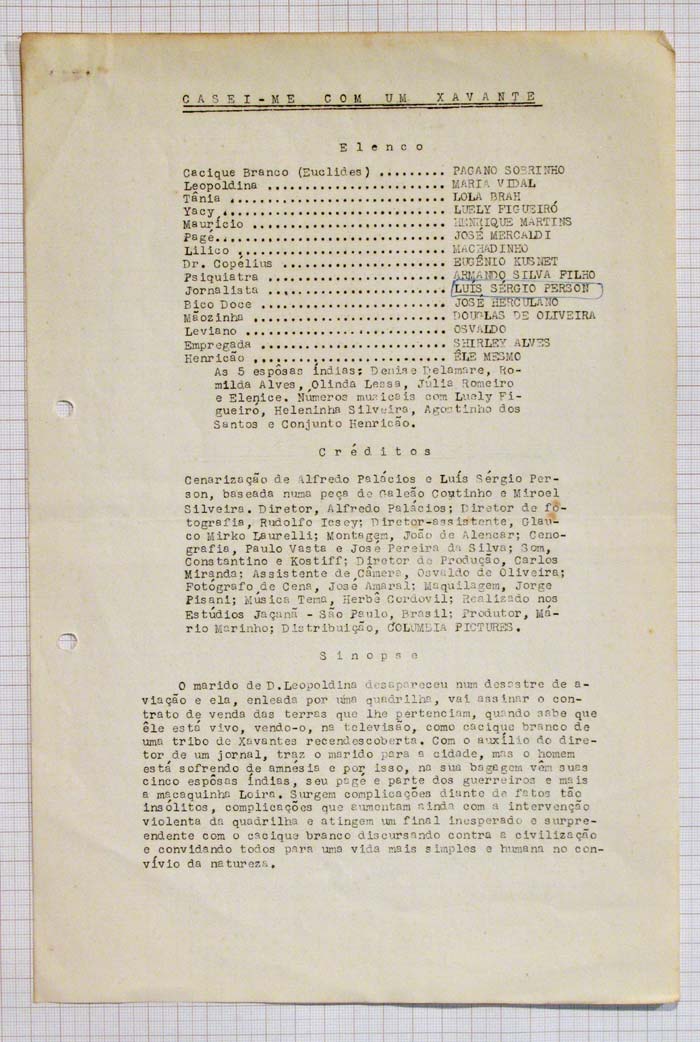 CASEI-ME COM UM XAVANTE
Elenco
Cacique Branco (Euclides) ......... PAGANO SOBRINHO
Leopoldina ........................ MARIA VIDAL
Tânia ............................. LOLA BRAH
Yacy .............................. LUELY FIGUEIRÓ
Maurício .......................... HENRIQUE MARTINS
Pagé .............................. JOSÉ MERCALDI
Lilico ............................ MACHADINHO
Dr. Copélius ...................... EUGÊNIO KUSNET
Psiquiatra ........................ ARMANDO SILVA FILHO
Jornalista ........................ LUÍS SÉRGIO PERSON
Bico Doce ......................... JOSÉ HERCULANO
Mãozinha .......................... DOUGLAS DE OLIVEIRA
Leviano ........................... OSVALDO
Empregada ......................... SHIRLEY ALVES
Henricão .......................... ÊLE MESMO
As 5 espôsas índias: Denise Delamare, Ro-
milda Alves, Olinda Lessa, Júlia Romeiro
e Elenice. Números musicais com Luely Fi-
gueiró, Heleninha Silveira, Agostinho dos
Santos e Conjunto Henricão.
Créditos
Cenarização de Alfredo Palácios e Luís Sérgio Per-
son, baseada numa peça de Galeão Coutinho e Miroel
Silveira. Diretor, Alfredo Palácios; Diretor de fo-
tografia, Rudolfo Icsey; Diretor-assistente, Glau-
co Mirko Laurelli; Montagem, João de Alencar; Ceno-
grafia, Paulo Vasta e José Pereira da Silva; Som,
Constantino e Kostiff; Diretor de Produção, Carlos
Miranda; Assistente de Câmera, Osvaldo de Oliveira;
Fotógrafo de Cena, José Amaral; Maquilagem, Jorge
Pisani; Música Tema, Herbê Cordovil; Realizado nos
Estúdios Jaçanã - São Paulo, Brasil; Produtor, Má-
rio Marinho; Distribuição, COLUMBIA PICTURES.
Sinopse
O marido de D.Leopoldina desapareceu num desastre de a-
viação e ela, enleada por uma quadrilha, vai assinar o con-
trato de venda das terras que lhe pertenciam, quando sabe que
êle está vivo, vendo-o, na televisão, como cacique branco de
uma tribo de Xavantes recendescoberta. Com o auxílio do dire-
tor de um jornal, traz o marido para a cidade, mas o homem
está sofrendo de amnésia e por isso, na sua bagagem vêm suas
cinco espôsas índias, seu pagé e parte dos guerreiros e mais
a macaquinha Loira. Surgem complicações diante de fatos tão
insólitos, complicações que aumentam ainda com a intervenção
violenta da quadrilha e atingem um final inesperado e surpre-
endente com o cacique branco discursando contra a civilização
e convidando todos para uma vida mais simples e humana no con-
vívio da natureza.